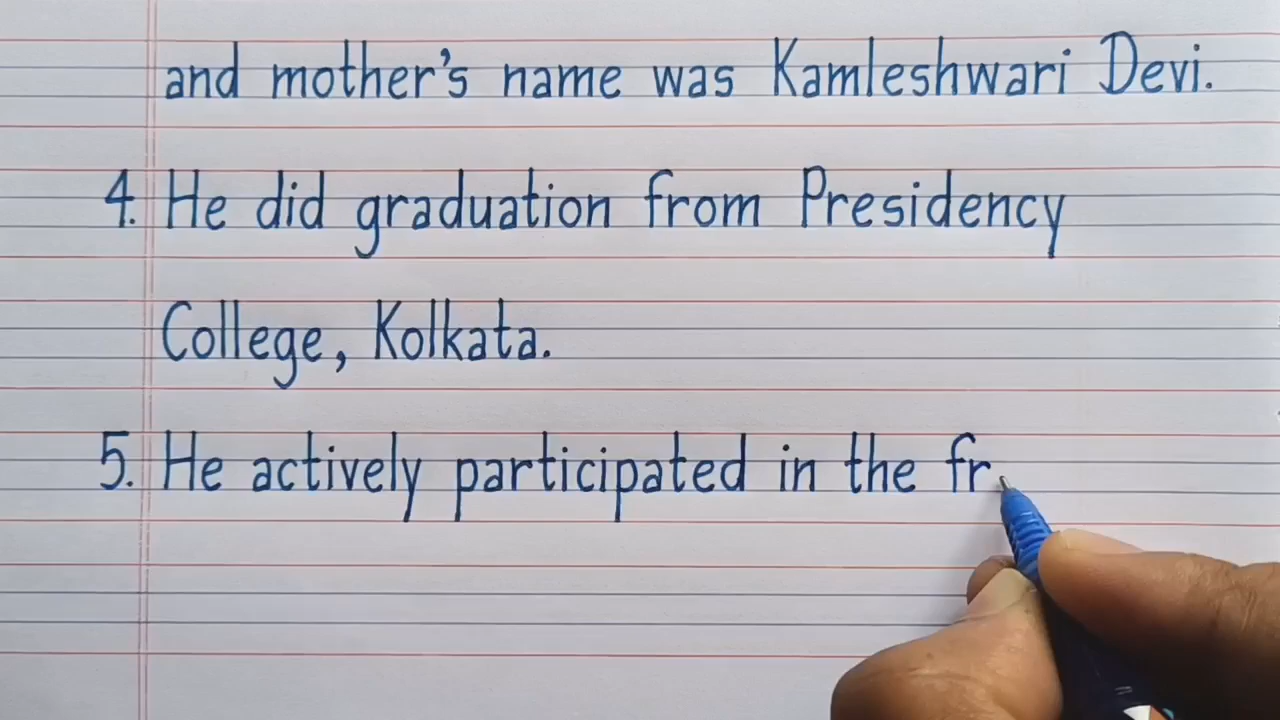 and mother's name was Kamleshwari Devi.
4. He did graduation from Presidency
College, Kolkata.
5. He actively participated in the fr